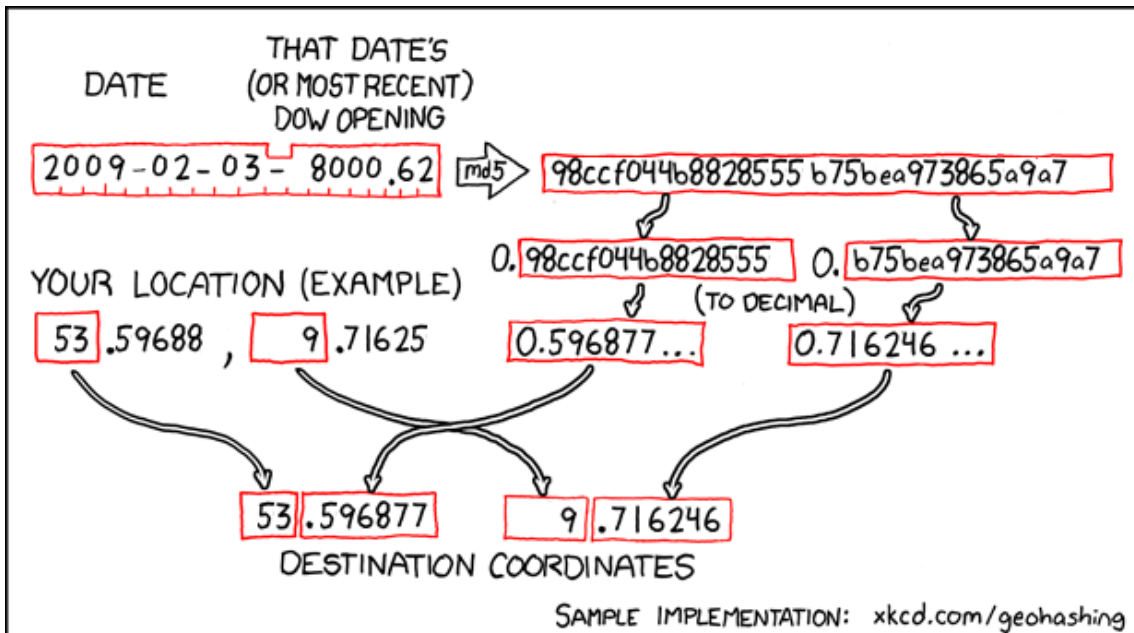 DATE
THAT DATE'S
(OR MOST RECENT)
DOW OPENING
2009-02-03- 8000.62
md5
98ccf044b8828555b75bea973865a9a7
0.98ccf044b8828555
0.b75bea973865a9a7
YOUR LOCATION (EXAMPLE)
(TO DECIMAL)
53.59688, 9.71625
0.596877...
0.716246...
53.596877
9.716246
DESTINATION COORDINATES
SAMPLE IMPLEMENTATION: xkcd.com/geohashing